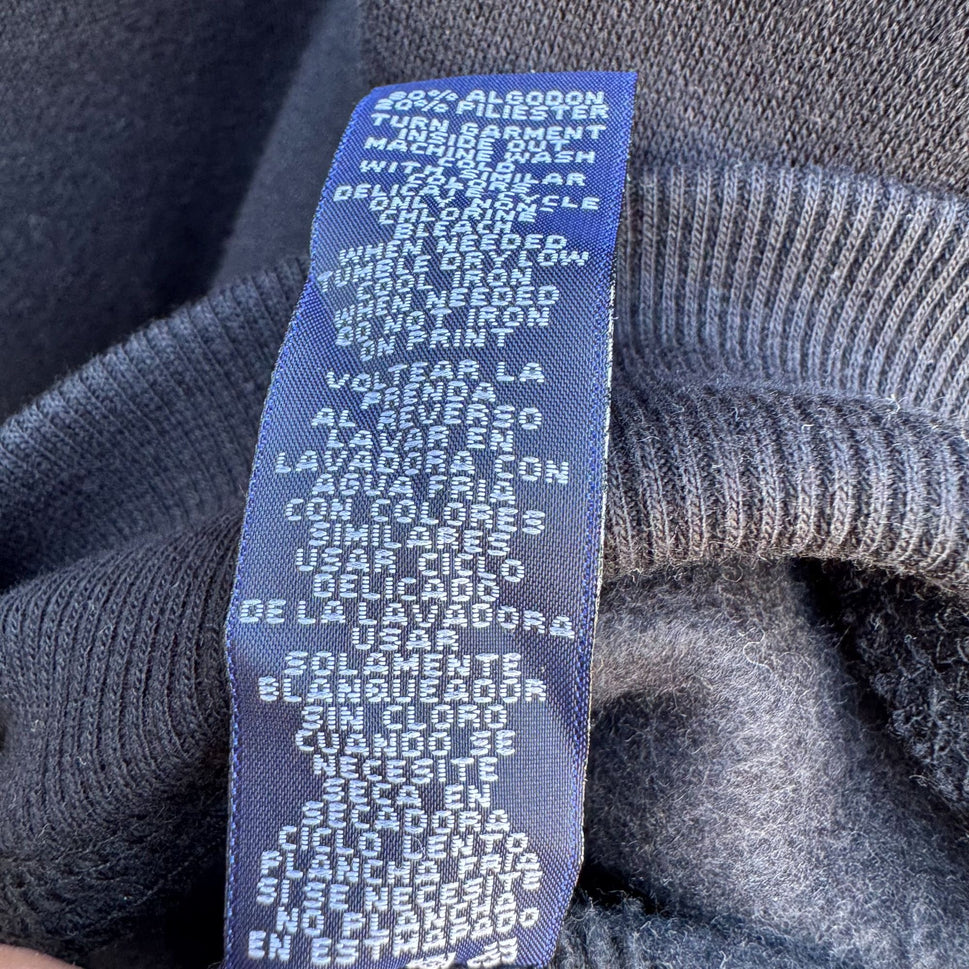 80% ALGODON
20% PILIESTER
TURN GARMENT
INSIDE OUT
MACHINE WASH
COLD
WITH SIMILAR
COLORS
DELICATE CYCLE
ONLY NON-
CHLORINE
BLEACH
WHEN NEEDED
TUMBLE DRY LOW
COOL IRON
WHEN NEEDED
DO NOT IRON
ON PRINT
VOLTEAR LA
PRENDA
AL REVERSO
LAVAR EN
LAVADORA CON
AGUA FRIA
CON COLORES
SIMILARES
USAR CICLO
DELICADO
DE LA LAVADORA
USAR
SOLAMENTE
BLANQUEADOR
SIN CLORO
CUANDO SE
NECESITE
SECA EN
SECADORA
CICLO LENTO
PLANCHA FRIA
SI SE NECESITA
NO PLANCHADO
EN ESTAMPADO